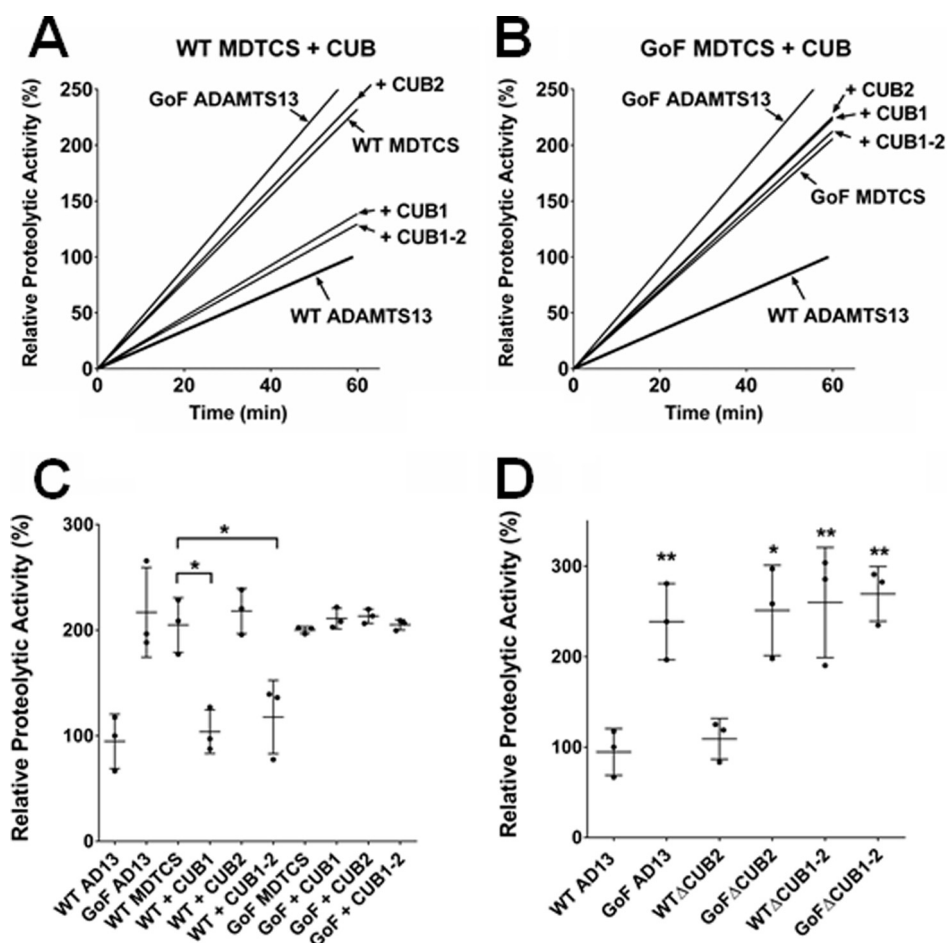 A
WT MDTCS + CUB
Relative Proteolytic Activity (%)
250
200
150
100
50
0
0
20
40
60
Time (min)
GoF ADAMTS13
+ CUB2
WT MDTCS
+ CUB1
+ CUB1-2
WT ADAMTS13
B
GoF MDTCS + CUB
Relative Proteolytic Activity (%)
250
200
150
100
50
0
0
20
40
60
Time (min)
GoF ADAMTS13
+ CUB2
+ CUB1
+ CUB1-2
GoF MDTCS
WT ADAMTS13
C
Relative Proteolytic Activity (%)
300
200
100
0
*
*
WT AD13
GoF AD13
WT MDTCS
WT + CUB1
WT + CUB2
WT + CUB1-2
GoF MDTCS
GoF + CUB1
GoF + CUB2
GoF + CUB1-2
D
Relative Proteolytic Activity (%)
300
200
100
0
**
*
**
**
WT AD13
GoF AD13
WTΔCUB2
GoFΔCUB2
WTΔCUB1-2
GoFΔCUB1-2